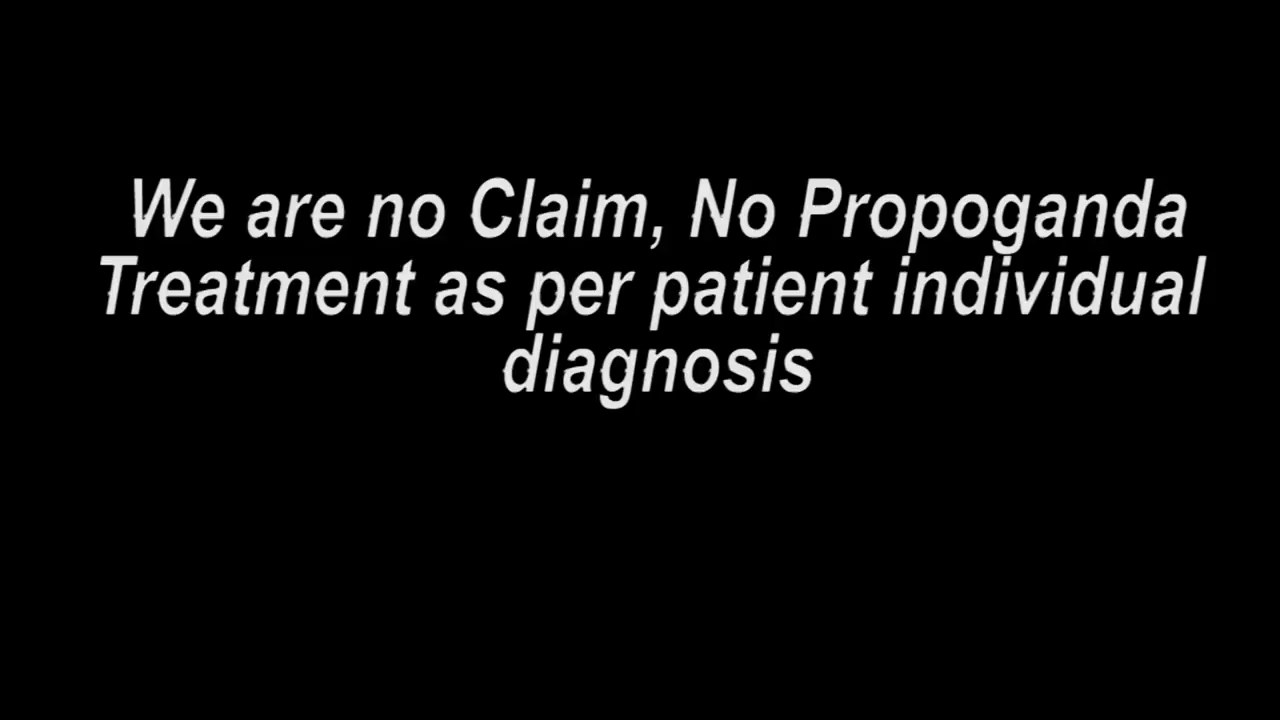 We are no Claim, No Propoganda
Treatment as per patient individual
diagnosis